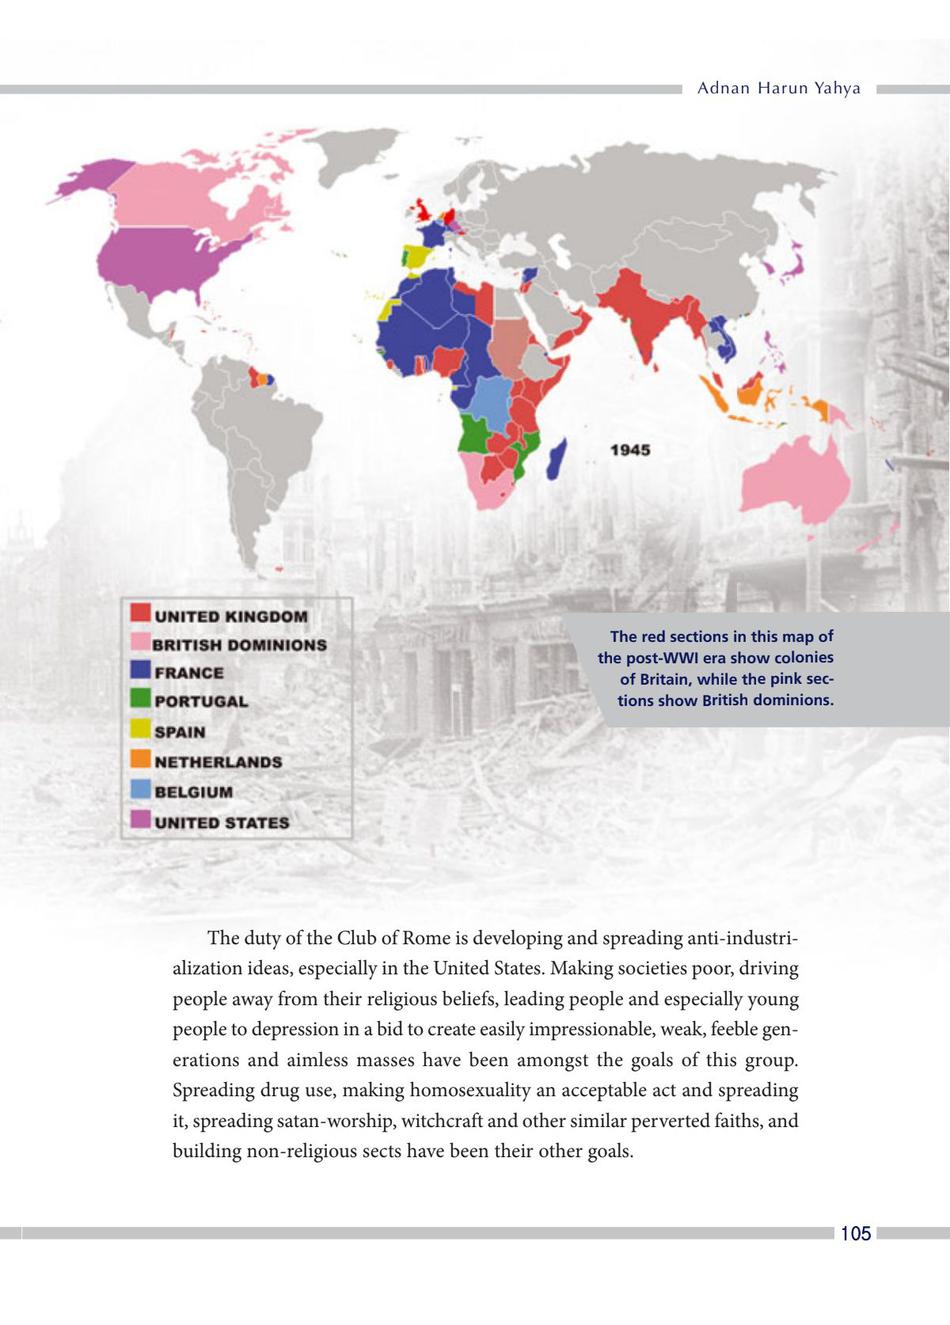 Adnan Harun Yahya
1945
UNITED KINGDOM
BRITISH DOMINIONS
FRANCE
PORTUGAL
SPAIN
NETHERLANDS
BELGIUM
UNITED STATES
The red sections in this map of
the post-WWI era show colonies
of Britain, while the pink sec-
tions show British dominions.
The duty of the Club of Rome is developing and spreading anti-industri-
alization ideas, especially in the United States. Making societies poor, driving
people away from their religious beliefs, leading people and especially young
people to depression in a bid to create easily impressionable, weak, feeble gen-
erations and aimless masses have been amongst the goals of this group.
Spreading drug use, making homosexuality an acceptable act and spreading
it, spreading satan-worship, witchcraft and other similar perverted faiths, and
building non-religious sects have been their other goals.
105